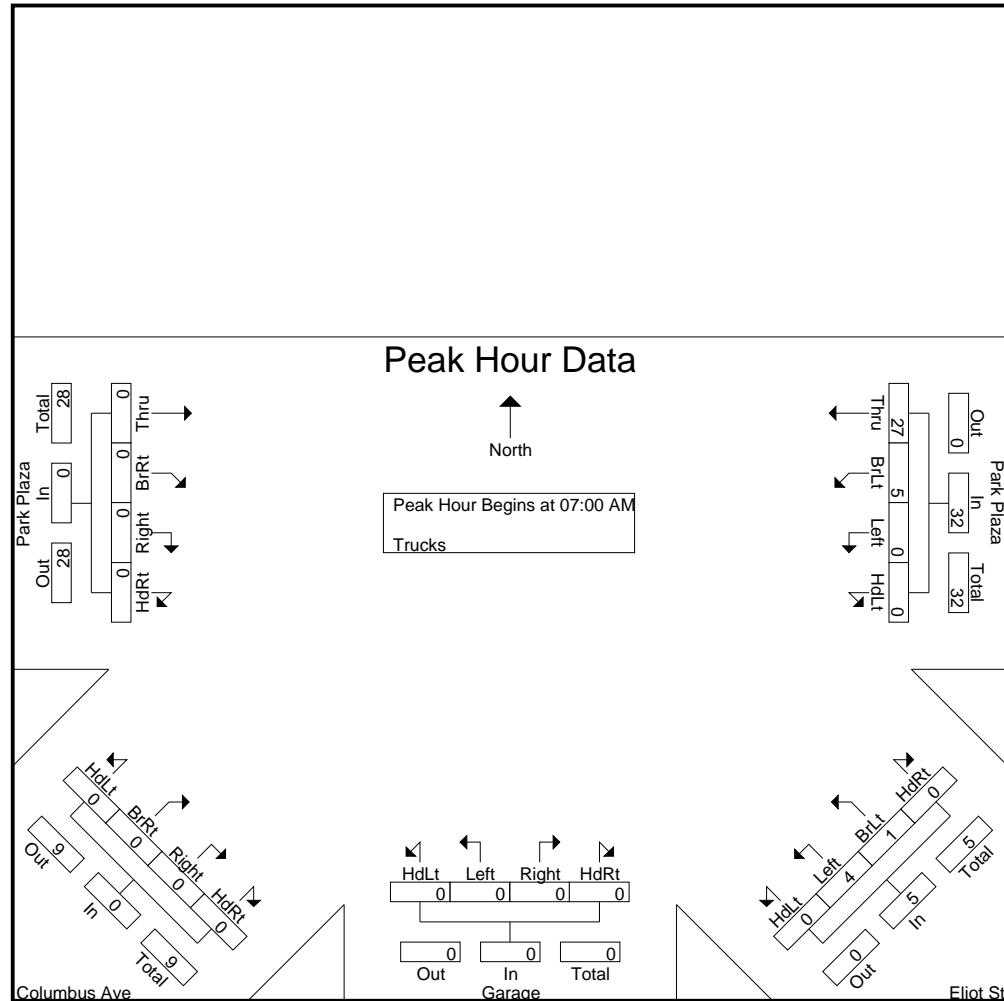 Peak Hour Data
North
Peak Hour Begins at 07:00 AM
Trucks
Park Plaza
Total
28
In
0
Out
28
0
Thru
0
BrRt
0
Right
0
HdRt
Thru
27
BrLt
5
Left
0
HdLt
0
Out
0
In
32
Total
32
Park Plaza
HdLt
0
BrRt
0
Right
0
HdRt
0
9
Out
0
In
9
Total
Columbus Ave
HdLt Left Right HdRt
0 0 0 0
0 0 0
Out In Total
Garage
HdRt
0
BrLt
1
Left
4
HdLt
0
5
Total
5
In
0
Out
Eliot St